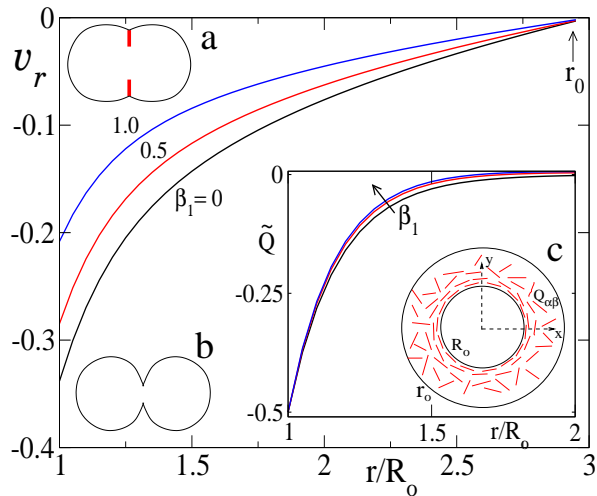 0
v_r
a
r_0
-0.1
1.0
0.5
β_1= 0
-0.2
-0.3
-0.4
b
0
Q̃
-0.25
-0.5
β_1
c
y
Q_αβ
x
R_o
r_o
1
1.5
r/R_o
2
1
1.5
2
r/R_o
2.5
3